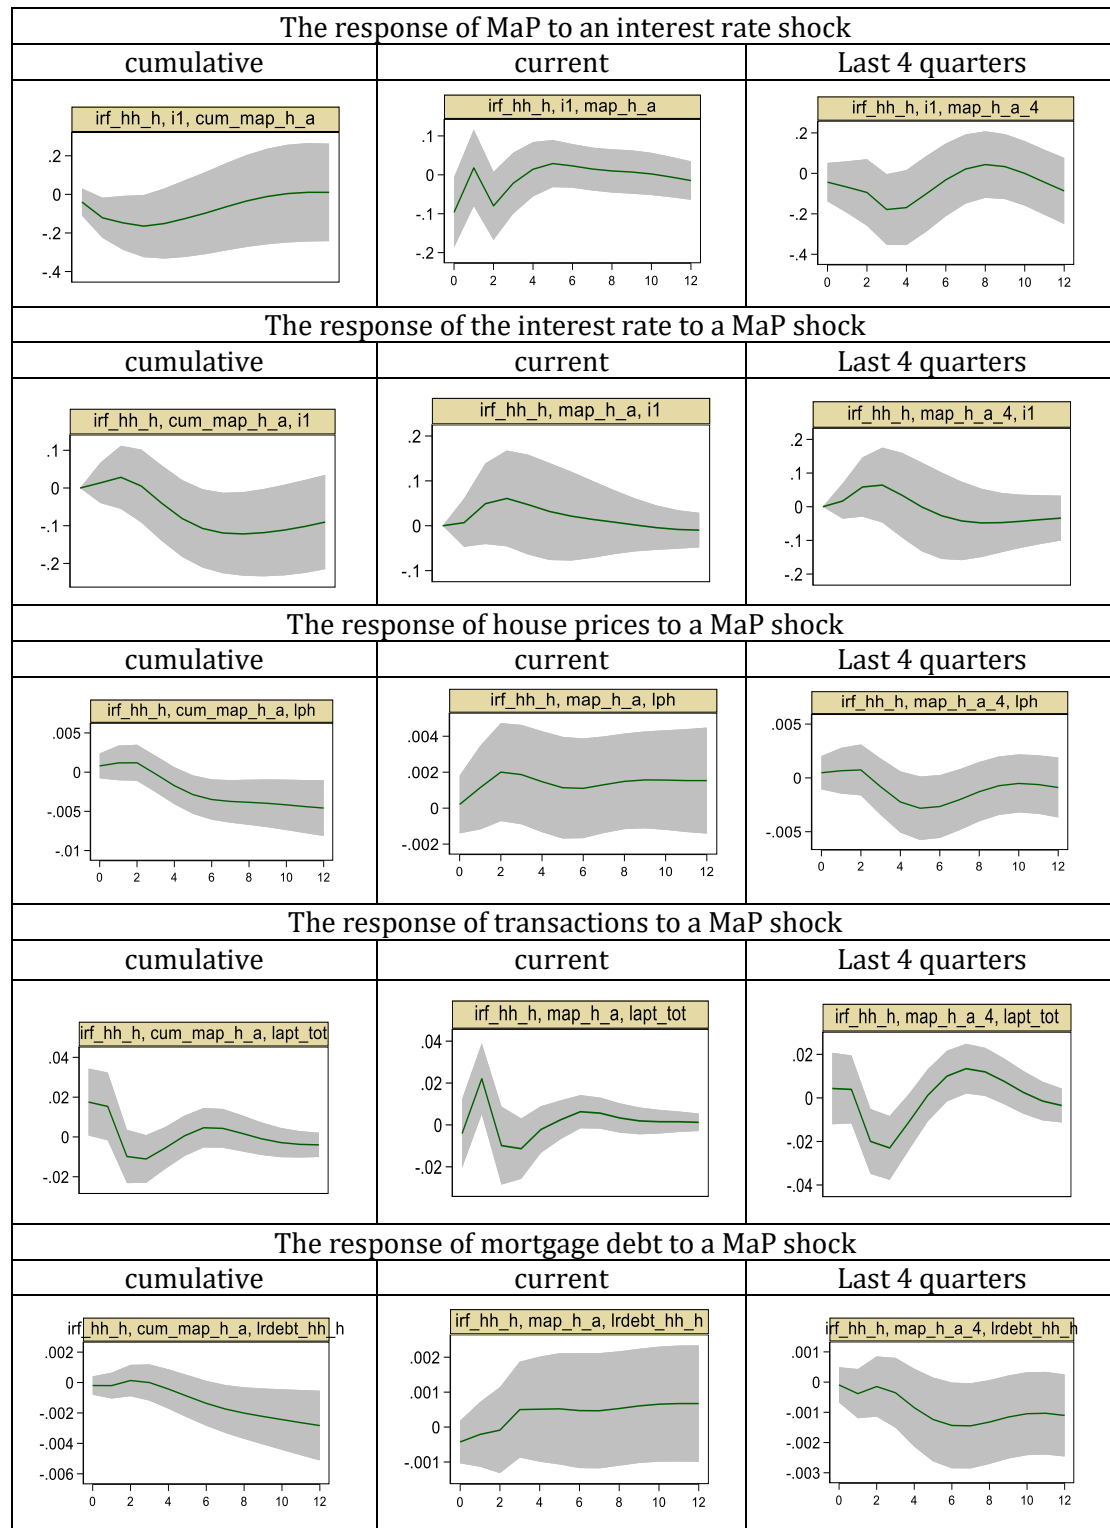 The response of MaP to an interest rate shock
cumulative current Last 4 quarters
irf_hh_h, i1, cum_map_h_a
.2
0
-.2
-.4
irf_hh_h, i1, map_h_a
.1
0
-.1
-.2
0 2 4 6 8 10 12
irf_hh_h, i1, map_h_a_4
.2
0
-.2
-.4
0 2 4 6 8 10 12
The response of the interest rate to a MaP shock
cumulative current Last 4 quarters
irf_hh_h, cum_map_h_a, i1
.1
0
-.1
-.2
irf_hh_h, map_h_a, i1
.2
.1
0
-.1
irf_hh_h, map_h_a_4, i1
.2
.1
0
-.1
-.2
The response of house prices to a MaP shock
cumulative current Last 4 quarters
irf_hh_h, cum_map_h_a, lph
.005
0
-.005
-.01
0 2 4 6 8 10 12
irf_hh_h, map_h_a, lph
.004
.002
0
-.002
0 2 4 6 8 10 12
irf_hh_h, map_h_a_4, lph
.005
0
-.005
0 2 4 6 8 10 12
The response of transactions to a MaP shock
cumulative current Last 4 quarters
irf_hh_h, cum_map_h_a, lapt_tot
.04
.02
0
-.02
irf_hh_h, map_h_a, lapt_tot
.04
.02
0
-.02
irf_hh_h, map_h_a_4, lapt_tot
.02
0
-.02
-.04
The response of mortgage debt to a MaP shock
cumulative current Last 4 quarters
irf_hh_h, cum_map_h_a, lrdebt_hh_h
.002
0
-.002
-.004
-.006
0 2 4 6 8 10 12
irf_hh_h, map_h_a, lrdebt_hh_h
.002
.001
0
-.001
0 2 4 6 8 10 12
irf_hh_h, map_h_a_4, lrdebt_hh_h
.001
0
-.001
-.002
-.003
0 2 4 6 8 10 12